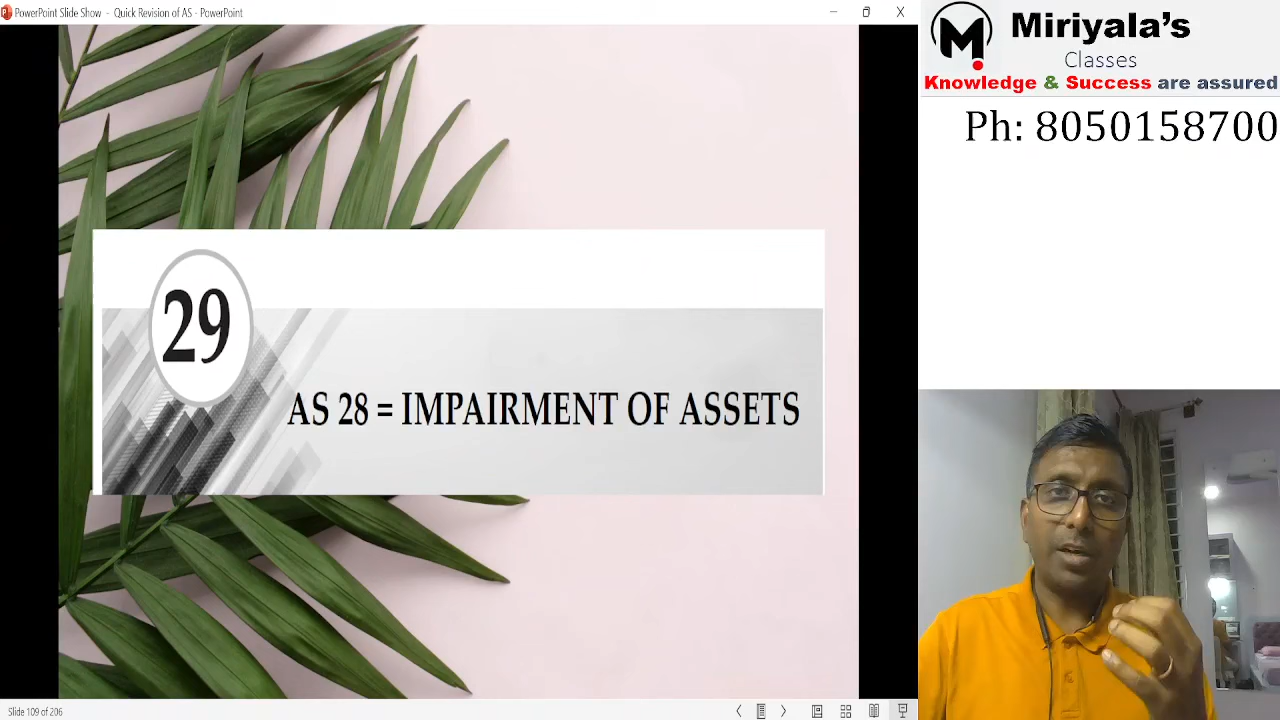 PowerPoint Slide Show - Quick Revision of AS - PowerPoint
M
Miriyala's
Classes
Knowledge & Success are assured
Ph: 8050158700
29
AS 28 = IMPAIRMENT OF ASSETS
Slide 109 of 206